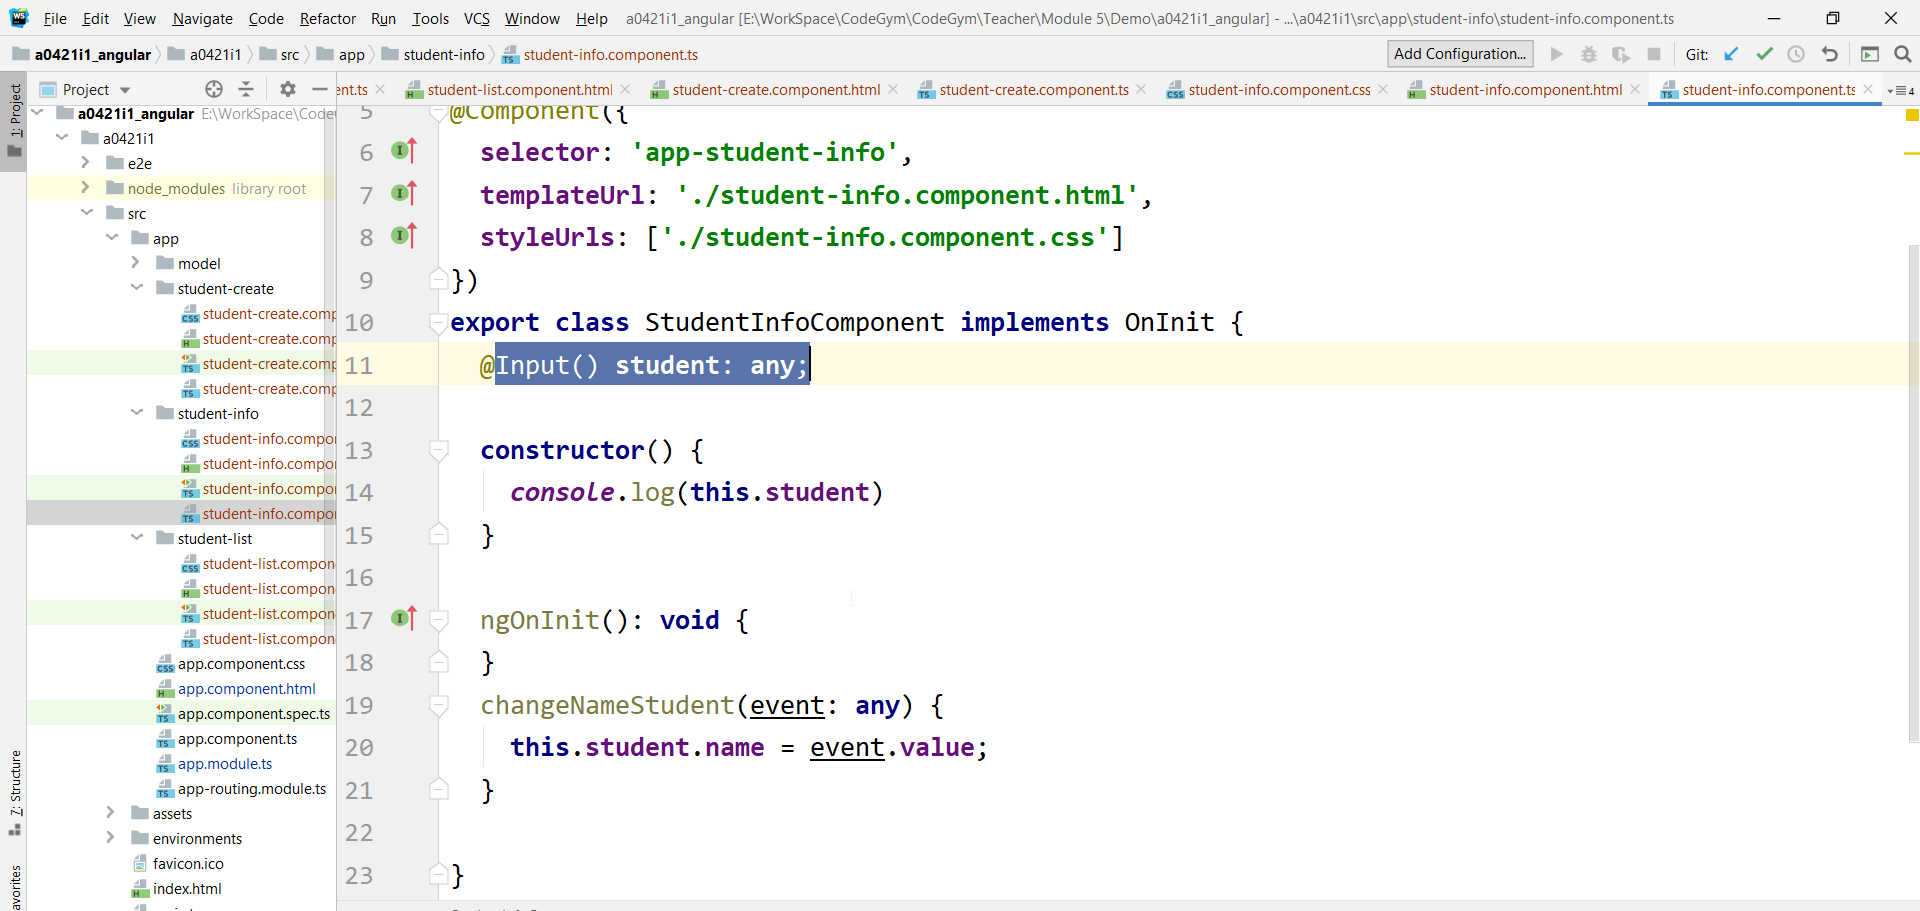 File Edit View Navigate Code Refactor Run Tools VCS Window Help a0421i1_angular [E:\WorkSpace\CodeGym\CodeGym\Teacher\Module 5\Demo\a0421i1_angular] - ...\a0421i1\src\app\student-info\student-info.component.ts
a0421i1_angular a0421i1 src app student-info student-info.component.ts Add Configuration... Git:
Project ent.ts student-list.component.html student-create.component.html student-create.component.ts student-info.component.css student-info.component.html student-info.component.ts 4
1: Project
7: Structure
avorites
a0421i1_angular E:\WorkSpace\Code
a0421i1
e2e
node_modules library root
src
app
model
student-create
student-create.comp
student-create.comp
student-create.comp
student-create.comp
student-info
student-info.compo
student-info.compo
student-info.compo
student-info.compo
student-list
student-list.compon
student-list.compon
student-list.compon
student-list.compon
app.component.css
app.component.html
app.component.spec.ts
app.component.ts
app.module.ts
app-routing.module.ts
assets
environments
favicon.ico
index.html
5 @Component({
6 selector: 'app-student-info',
7 templateUrl: './student-info.component.html',
8 styleUrls: ['./student-info.component.css']
9 })
10 export class StudentInfoComponent implements OnInit {
11 @Input() student: any;
12
13 constructor() {
14 console.log(this.student)
15 }
16
17 ngOnInit(): void {
18 }
19 changeNameStudent(event: any) {
20 this.student.name = event.value;
21 }
22
23 }